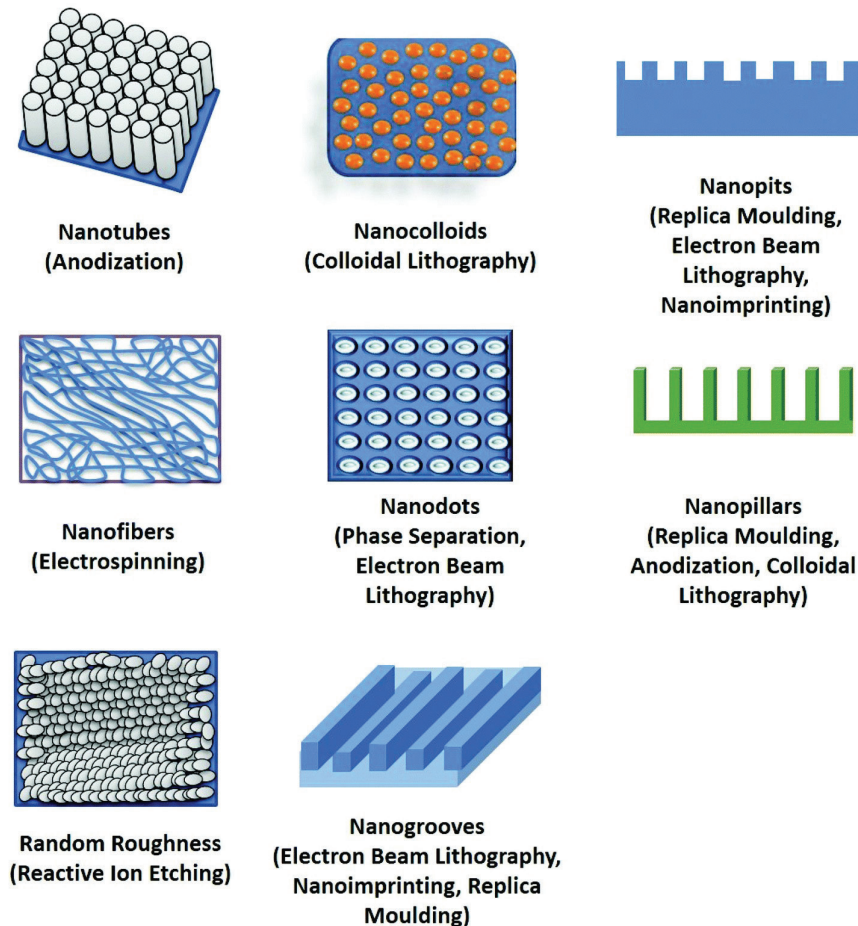 Nanotubes
(Anodization)
Nanocolloids
(Colloidal Lithography)
Nanopits
(Replica Moulding,
Electron Beam
Lithography,
Nanoimprinting)
Nanofibers
(Electrospinning)
Nanodots
(Phase Separation,
Electron Beam
Lithography)
Nanopillars
(Replica Moulding,
Anodization, Colloidal
Lithography)
Random Roughness
(Reactive Ion Etching)
Nanogrooves
(Electron Beam Lithography,
Nanoimprinting, Replica
Moulding)